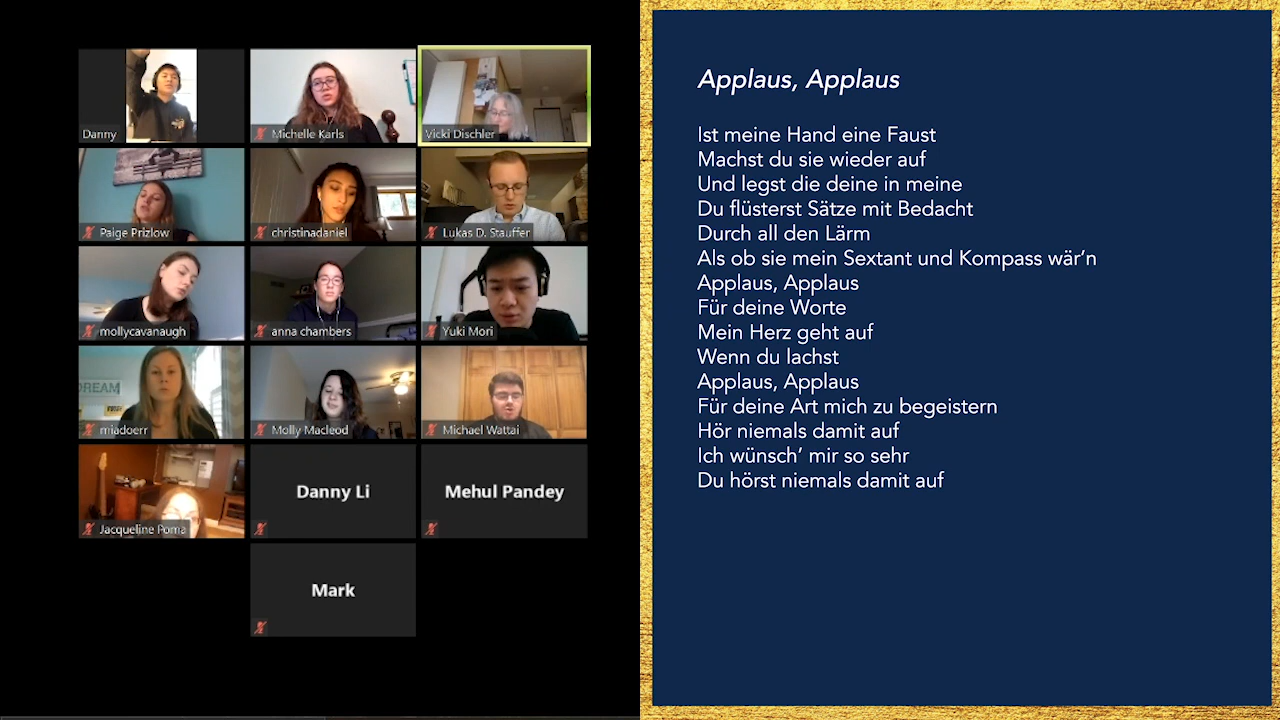 Danny
Michelle Karls
Vicki Dischler
Paige Prizlow
christinadaniel
Lukas D. Stauffer
mollycavanaugh
anna chambers
Yuki Mori
DREAM
miadoerr
Molly Macleod
Michael Wattai
Jacqueline Poma
Danny Li
Mehul Pandey
Mark
Applaus, Applaus
Ist meine Hand eine Faust
Machst du sie wieder auf
Und legst die deine in meine
Du flüsterst Sätze mit Bedacht
Durch all den Lärm
Als ob sie mein Sextant und Kompass wär’n
Applaus, Applaus
Für deine Worte
Mein Herz geht auf
Wenn du lachst
Applaus, Applaus
Für deine Art mich zu begeistern
Hör niemals damit auf
Ich wünsch’ mir so sehr
Du hörst niemals damit auf